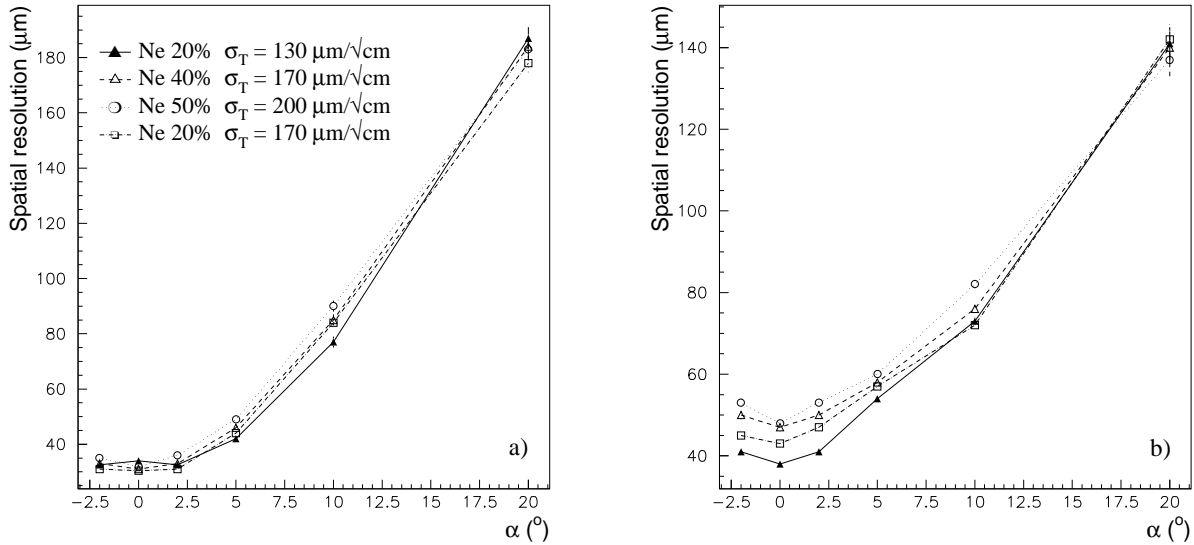 Spatial resolution (μm)
180
160
140
120
100
80
60
40
Ne 20% σT = 130 μm/√cm
Ne 40% σT = 170 μm/√cm
Ne 50% σT = 200 μm/√cm
Ne 20% σT = 170 μm/√cm
a)
−2.5 0 2.5 5 7.5 10 12.5 15 17.5 20
α (o)
Spatial resolution (μm)
140
120
100
80
60
40
b)
−2.5 0 2.5 5 7.5 10 12.5 15 17.5 20
α (o)